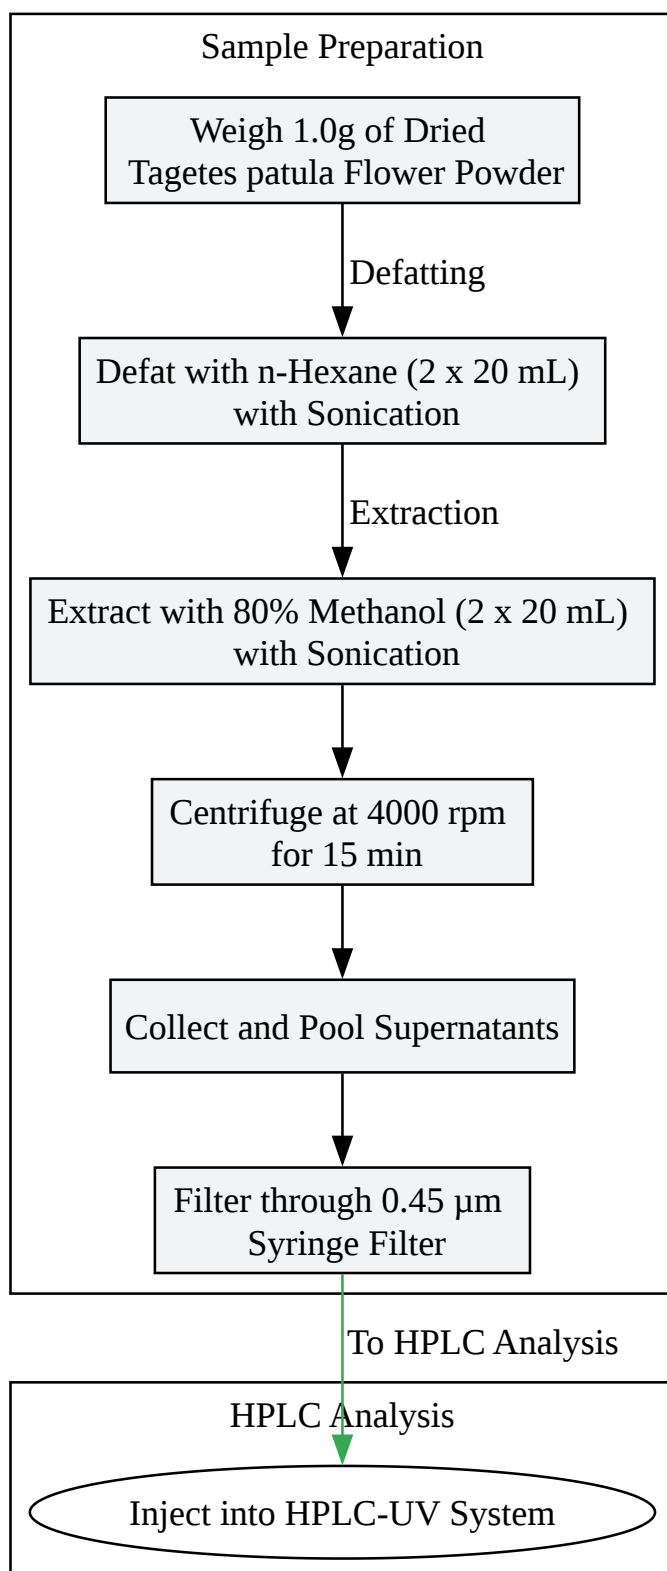 Sample Preparation
Weigh 1.0g of Dried
Tagetes patula Flower Powder
Defatting
Defat with n-Hexane (2 x 20 mL)
with Sonication
Extraction
Extract with 80% Methanol (2 x 20 mL)
with Sonication
Centrifuge at 4000 rpm
for 15 min
Collect and Pool Supernatants
Filter through 0.45 µm
Syringe Filter
To HPLC Analysis
HPLC Analysis
Inject into HPLC-UV System